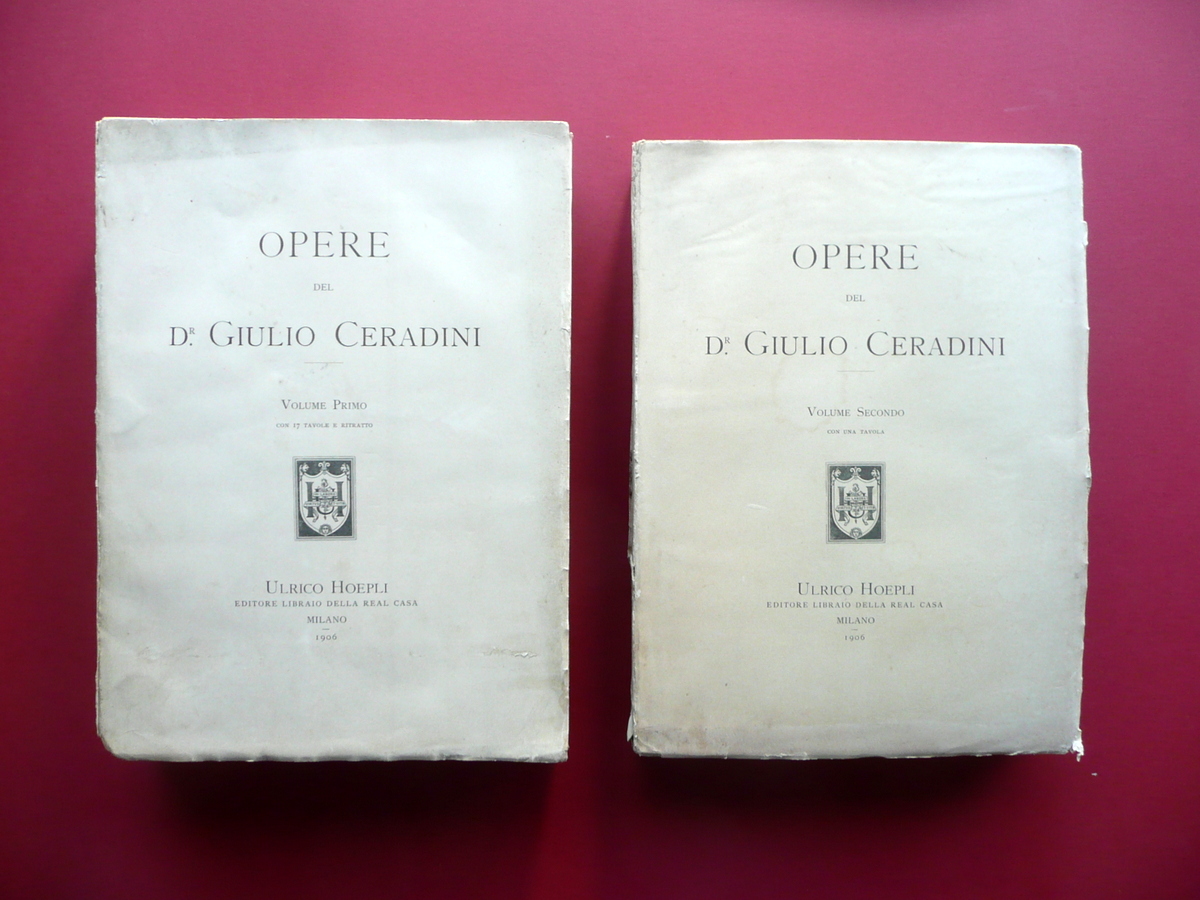 OPERE
DEL
DR. GIULIO CERADINI
VOLUME PRIMO
CON 17 TAVOLE E RITRATTO
ULRICO HOEPLI
EDITORE LIBRAIO DELLA REAL CASA
MILANO
1906
OPERE
DEL
DR. GIULIO CERADINI
VOLUME SECONDO
CON UNA TAVOLA
ULRICO HOEPLI
EDITORE LIBRAIO DELLA REAL CASA
MILANO
1906